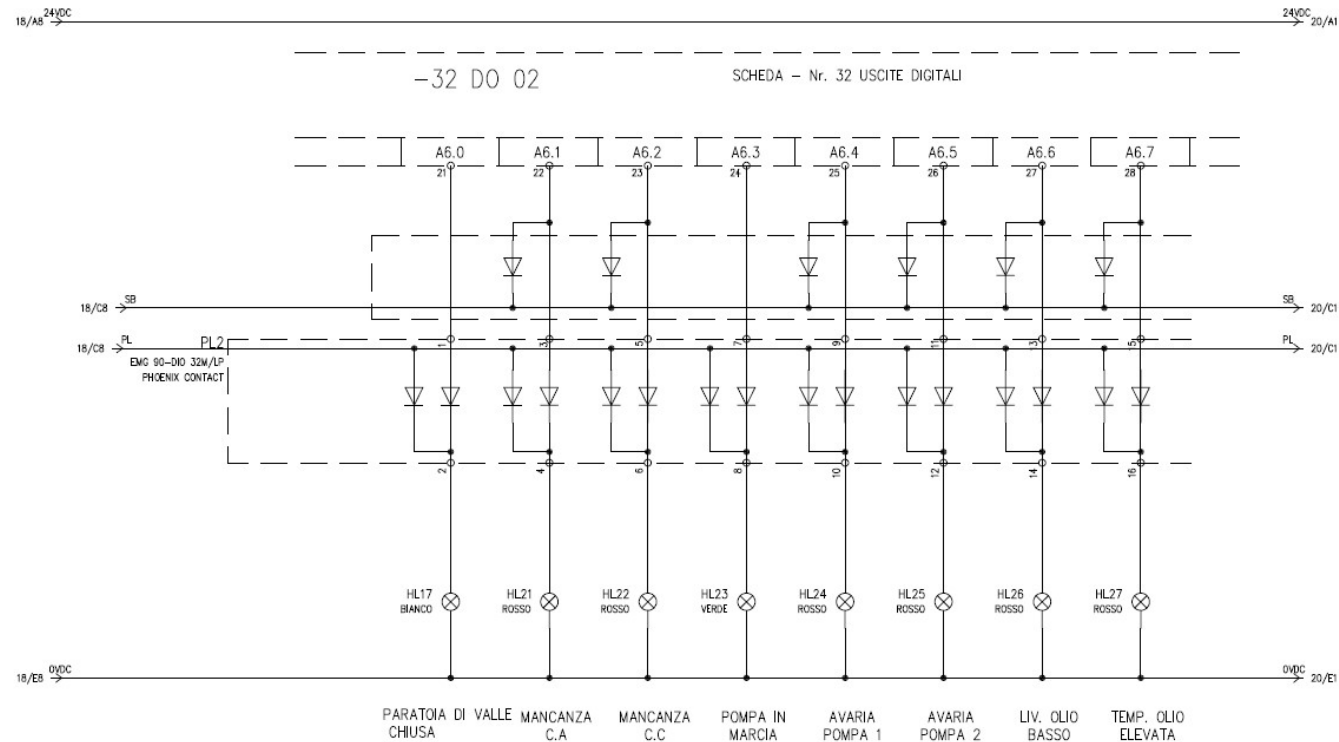 24VDC 24VDC
18/A8 20/A1
-32 DO 02 SCHEDA - Nr. 32 USCITE DIGITALI
A6.0 A6.1 A6.2 A6.3 A6.4 A6.5 A6.6 A6.7
21 22 23 24 25 26 27 28
SB SB
18/C8 20/C1
PL PL2 1 3 5 7 9 11 13 15 PL
18/C8 20/C1
EMG 90-DIO 32M/LP
PHOENIX CONTACT
2 4 6 8 10 12 14 16
HL17 HL21 HL22 HL23 HL24 HL25 HL26 HL27
BIANCO ROSSO ROSSO VERDE ROSSO ROSSO ROSSO ROSSO
0VDC 0VDC
18/E8 20/E1
PARATOIA DI VALLE MANCANZA MANCANZA POMPA IN AVARIA AVARIA LIV. OLIO TEMP. OLIO
CHIUSA C.A C.C MARCIA POMPA 1 POMPA 2 BASSO ELEVATA